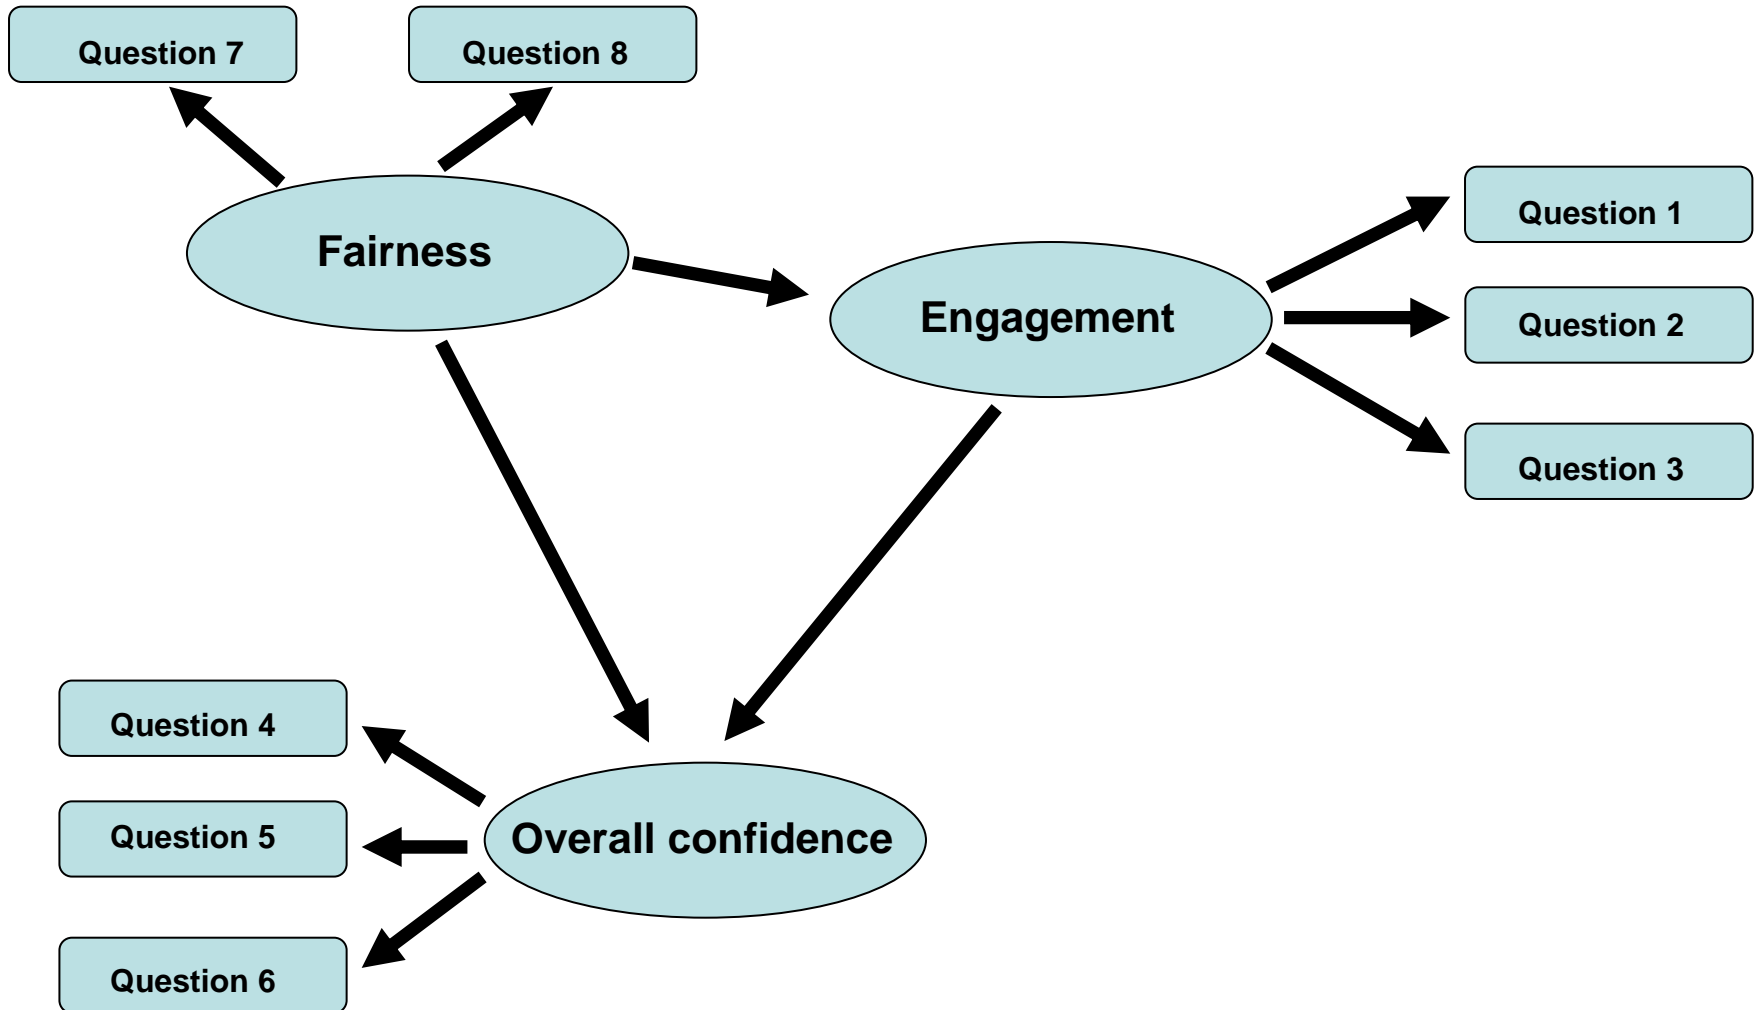 Question 7
Question 8
Fairness
Engagement
Question 1
Question 2
Question 3
Question 4
Question 5
Question 6
Overall confidence